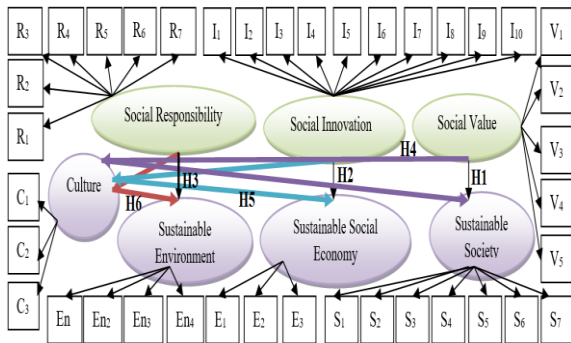 R3 R4 R5 R6 R7 I1 I2 I3 I4 I5 I6 I7 I8 I9 I10 V1
R2
V2
R1
Social Responsibility
Social Innovation
Social Value
V3
H4
Culture
H3
H2
H1
C1
H6
H5
V4
Sustainable
Environment
Sustainable Social
Economy
Sustainable
Society
C2
V5
C3
En En2 En3 En4 E1 E2 E3 S1 S2 S3 S4 S5 S6 S7